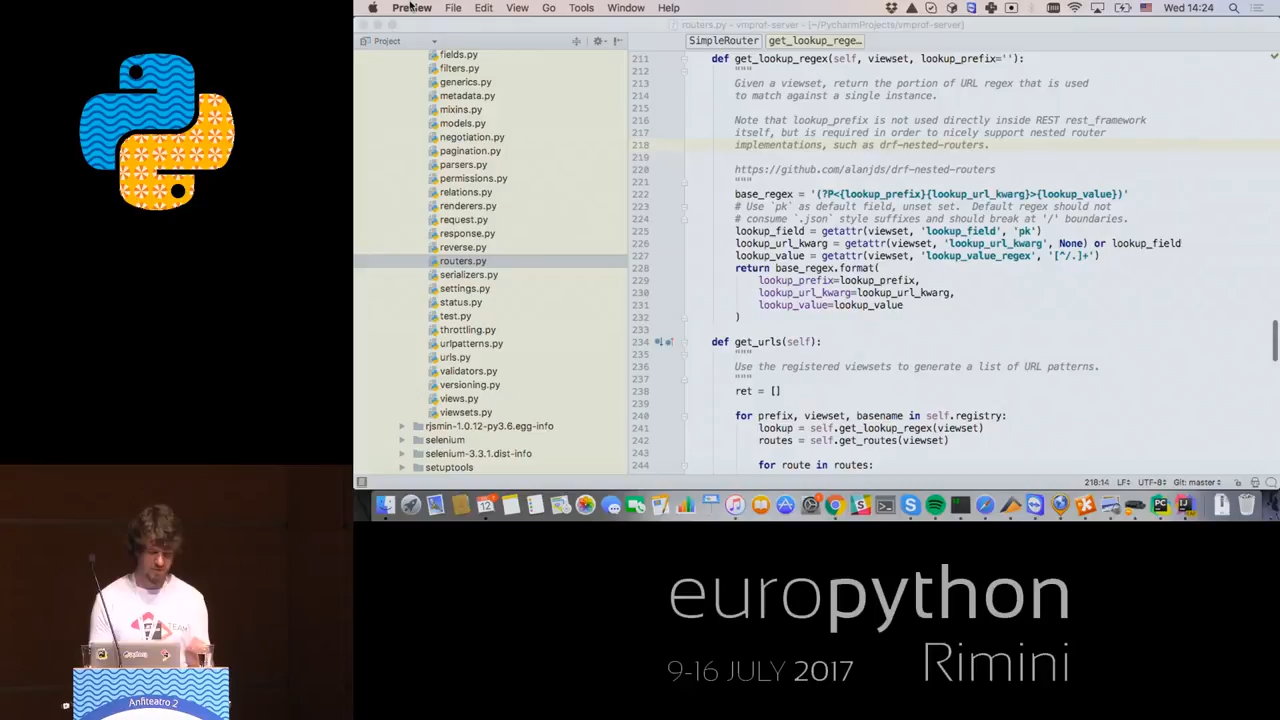 Preview File Edit View Go Tools Window Help Wed 14:24
routers.py - vmprof-server - [~/PycharmProjects/vmprof-server]
Project
SimpleRouter get_lookup_rege...
fields.py
filters.py
generics.py
metadata.py
mixins.py
models.py
negotiation.py
pagination.py
parsers.py
permissions.py
relations.py
renderers.py
request.py
response.py
reverse.py
routers.py
serializers.py
settings.py
status.py
test.py
throttling.py
urlpatterns.py
urls.py
validators.py
versioning.py
views.py
viewsets.py
rjsmin-1.0.12-py3.6.egg-info
selenium
selenium-3.3.1.dist-info
setuptools
211 def get_lookup_regex(self, viewset, lookup_prefix=''):
212 """
213 Given a viewset, return the portion of URL regex that is used
214 to match against a single instance.
215
216 Note that lookup_prefix is not used directly inside REST rest_framework
217 itself, but is required in order to nicely support nested router
218 implementations, such as drf-nested-routers.
219
220 https://github.com/alanjds/drf-nested-routers
221 """
222 base_regex = '(?P<{lookup_prefix}{lookup_url_kwarg}>{lookup_value})'
223 # Use `pk` as default field, unset set. Default regex should not
224 # consume `.json` style suffixes and should break at '/' boundaries.
225 lookup_field = getattr(viewset, 'lookup_field', 'pk')
226 lookup_url_kwarg = getattr(viewset, 'lookup_url_kwarg', None) or lookup_field
227 lookup_value = getattr(viewset, 'lookup_value_regex', '[^/.]+')
228 return base_regex.format(
229 lookup_prefix=lookup_prefix,
230 lookup_url_kwarg=lookup_url_kwarg,
231 lookup_value=lookup_value
232 )
233
234 def get_urls(self):
235 """
236 Use the registered viewsets to generate a list of URL patterns.
237 """
238 ret = []
239
240 for prefix, viewset, basename in self.registry:
241 lookup = self.get_lookup_regex(viewset)
242 routes = self.get_routes(viewset)
243
244 for route in routes:
218:14 LF÷ UTF-8÷ Git: master÷
europython
Rimini
9-16 JULY 2017
TEAM
Anfiteatro 2